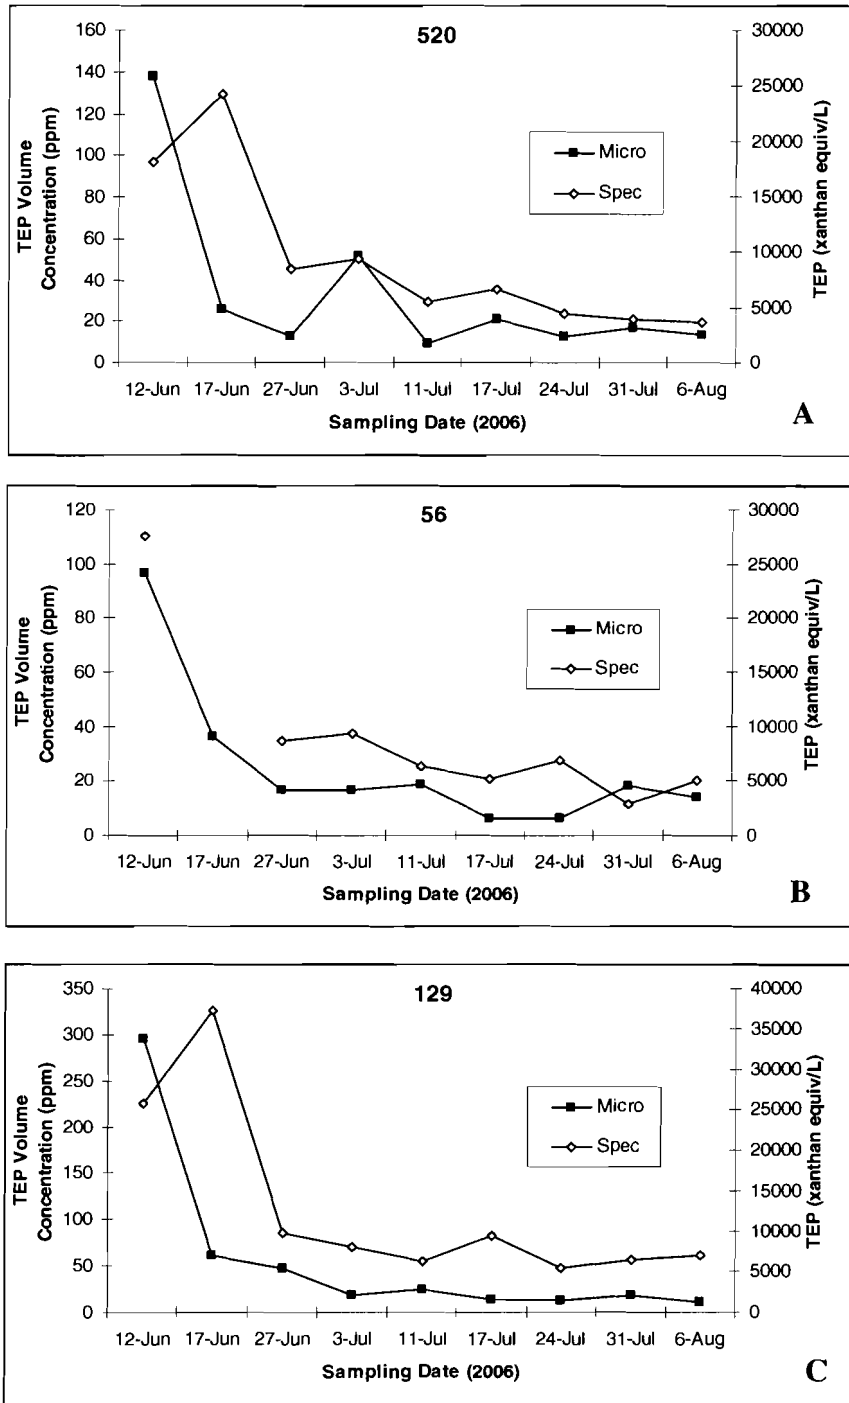 520
160
140
120
100
80
60
40
20
0
TEP Volume
Concentration (ppm)
30000
25000
20000
15000
10000
5000
0
TEP (xanthan equiv/L)
Micro
Spec
12-Jun 17-Jun 27-Jun 3-Jul 11-Jul 17-Jul 24-Jul 31-Jul 6-Aug
Sampling Date (2006)
A
56
120
100
80
60
40
20
0
TEP Volume
Concentration (ppm)
30000
25000
20000
15000
10000
5000
0
TEP (xanthan equiv/L)
Micro
Spec
12-Jun 17-Jun 27-Jun 3-Jul 11-Jul 17-Jul 24-Jul 31-Jul 6-Aug
Sampling Date (2006)
B
129
350
300
250
200
150
100
50
0
TEP Volume
Concentration (ppm)
40000
35000
30000
25000
20000
15000
10000
5000
0
TEP (xanthan equiv/L)
Micro
Spec
12-Jun 17-Jun 27-Jun 3-Jul 11-Jul 17-Jul 24-Jul 31-Jul 6-Aug
Sampling Date (2006)
C